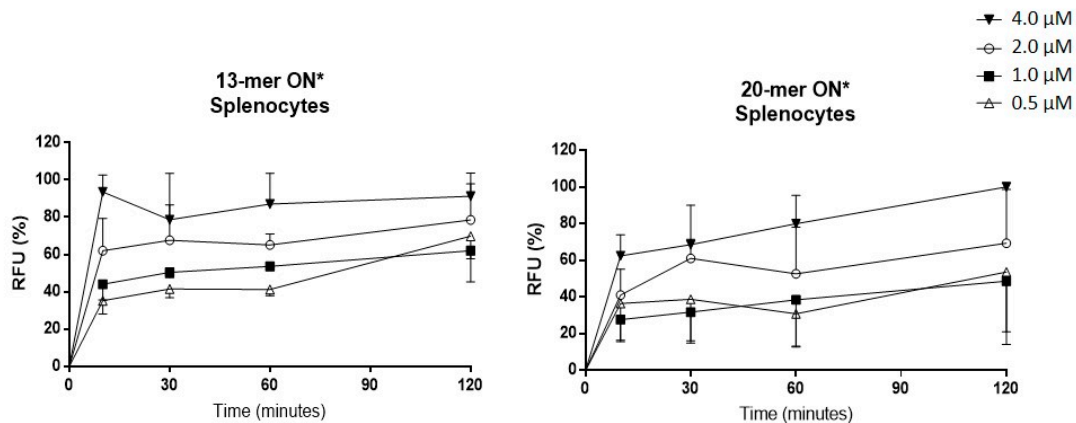 4.0 µM
2.0 µM
1.0 µM
0.5 µM
13-mer ON*
Splenocytes
120
100
80
60
40
20
0
RFU (%)
0 30 60 90 120
Time (minutes)
20-mer ON*
Splenocytes
120
100
80
60
40
20
0
RFU (%)
0 30 60 90 120
Time (minutes)